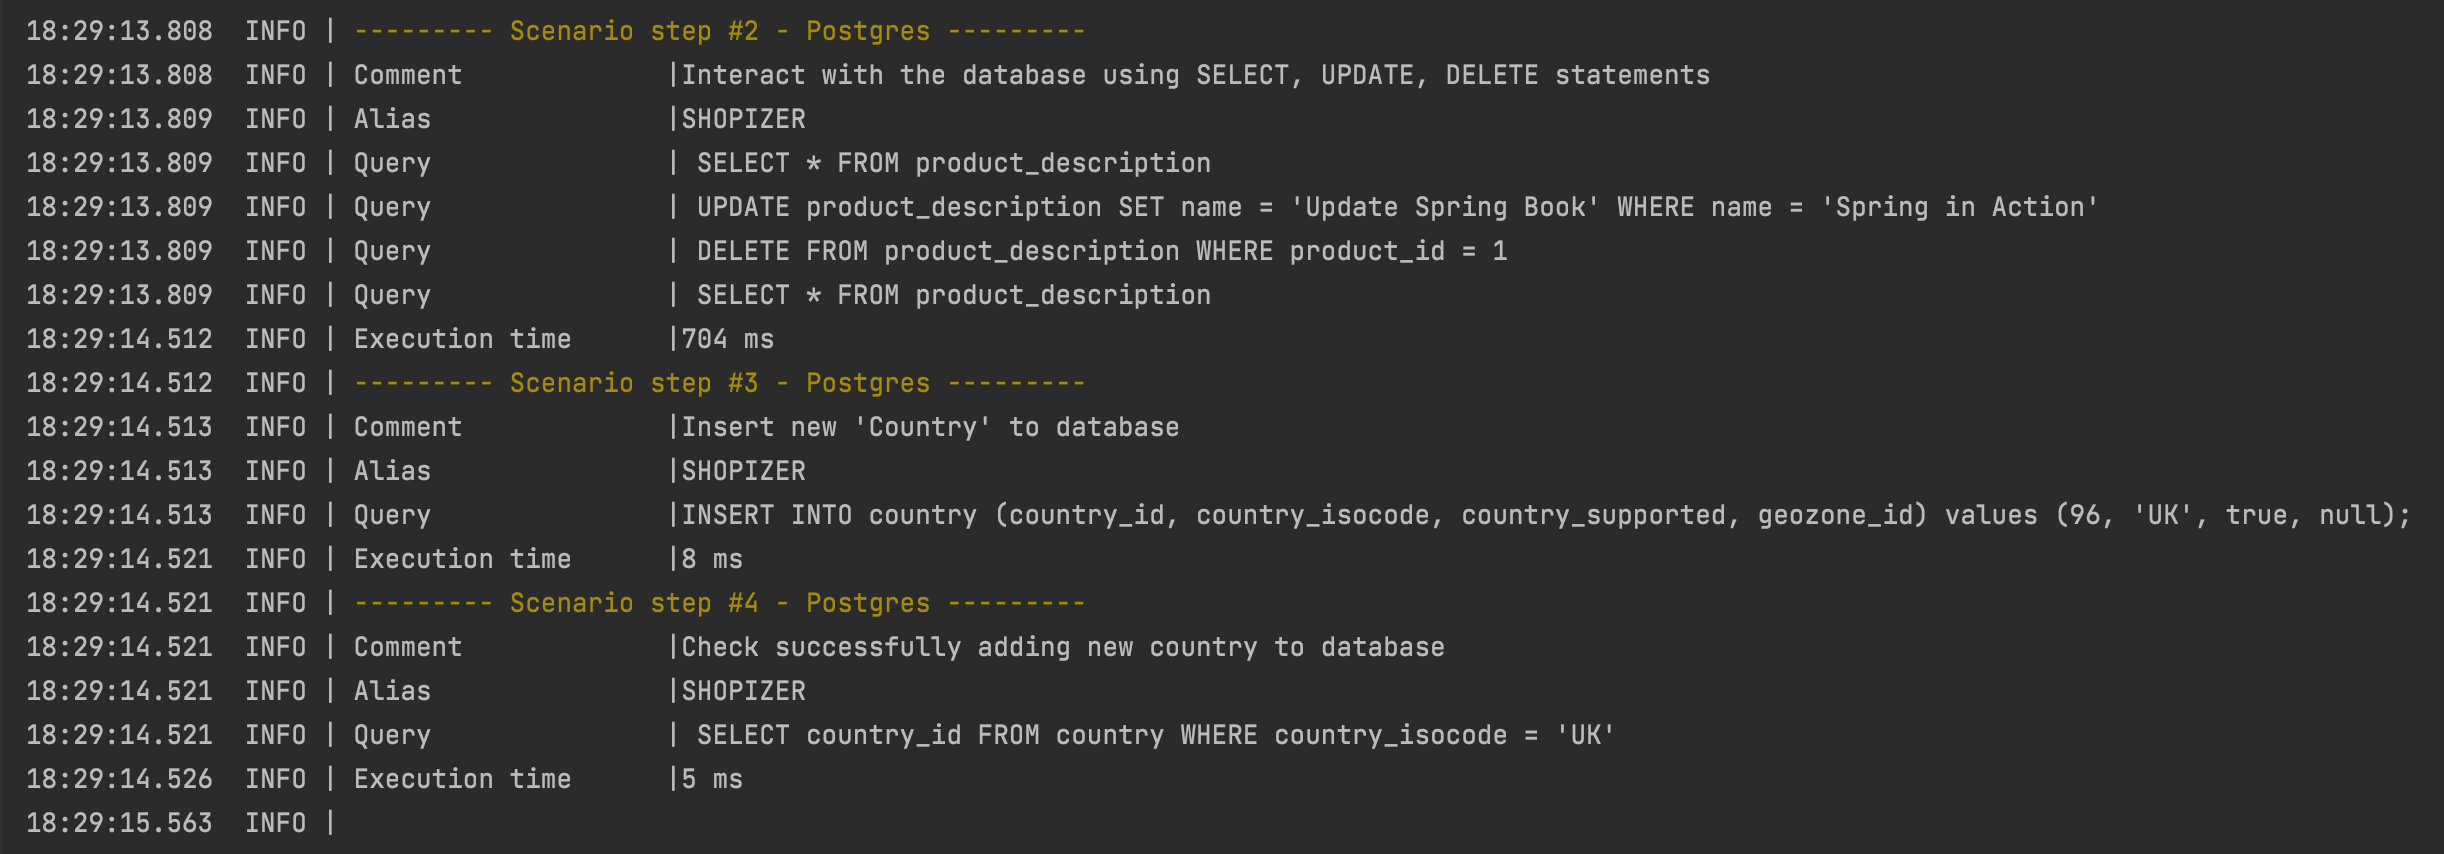 18:29:13.808  INFO | --------- Scenario step #2 - Postgres ---------
18:29:13.808  INFO | Comment             |Interact with the database using SELECT, UPDATE, DELETE statements
18:29:13.809  INFO | Alias               |SHOPIZER
18:29:13.809  INFO | Query               | SELECT * FROM product_description
18:29:13.809  INFO | Query               | UPDATE product_description SET name = 'Update Spring Book' WHERE name = 'Spring in Action'
18:29:13.809  INFO | Query               | DELETE FROM product_description WHERE product_id = 1
18:29:13.809  INFO | Query               | SELECT * FROM product_description
18:29:14.512  INFO | Execution time      |704 ms
18:29:14.512  INFO | --------- Scenario step #3 - Postgres ---------
18:29:14.513  INFO | Comment             |Insert new 'Country' to database
18:29:14.513  INFO | Alias               |SHOPIZER
18:29:14.513  INFO | Query               |INSERT INTO country (country_id, country_isocode, country_supported, geozone_id) values (96, 'UK', true, null);
18:29:14.521  INFO | Execution time      |8 ms
18:29:14.521  INFO | --------- Scenario step #4 - Postgres ---------
18:29:14.521  INFO | Comment             |Check successfully adding new country to database
18:29:14.521  INFO | Alias               |SHOPIZER
18:29:14.521  INFO | Query               | SELECT country_id FROM country WHERE country_isocode = 'UK'
18:29:14.526  INFO | Execution time      |5 ms
18:29:15.563  INFO |